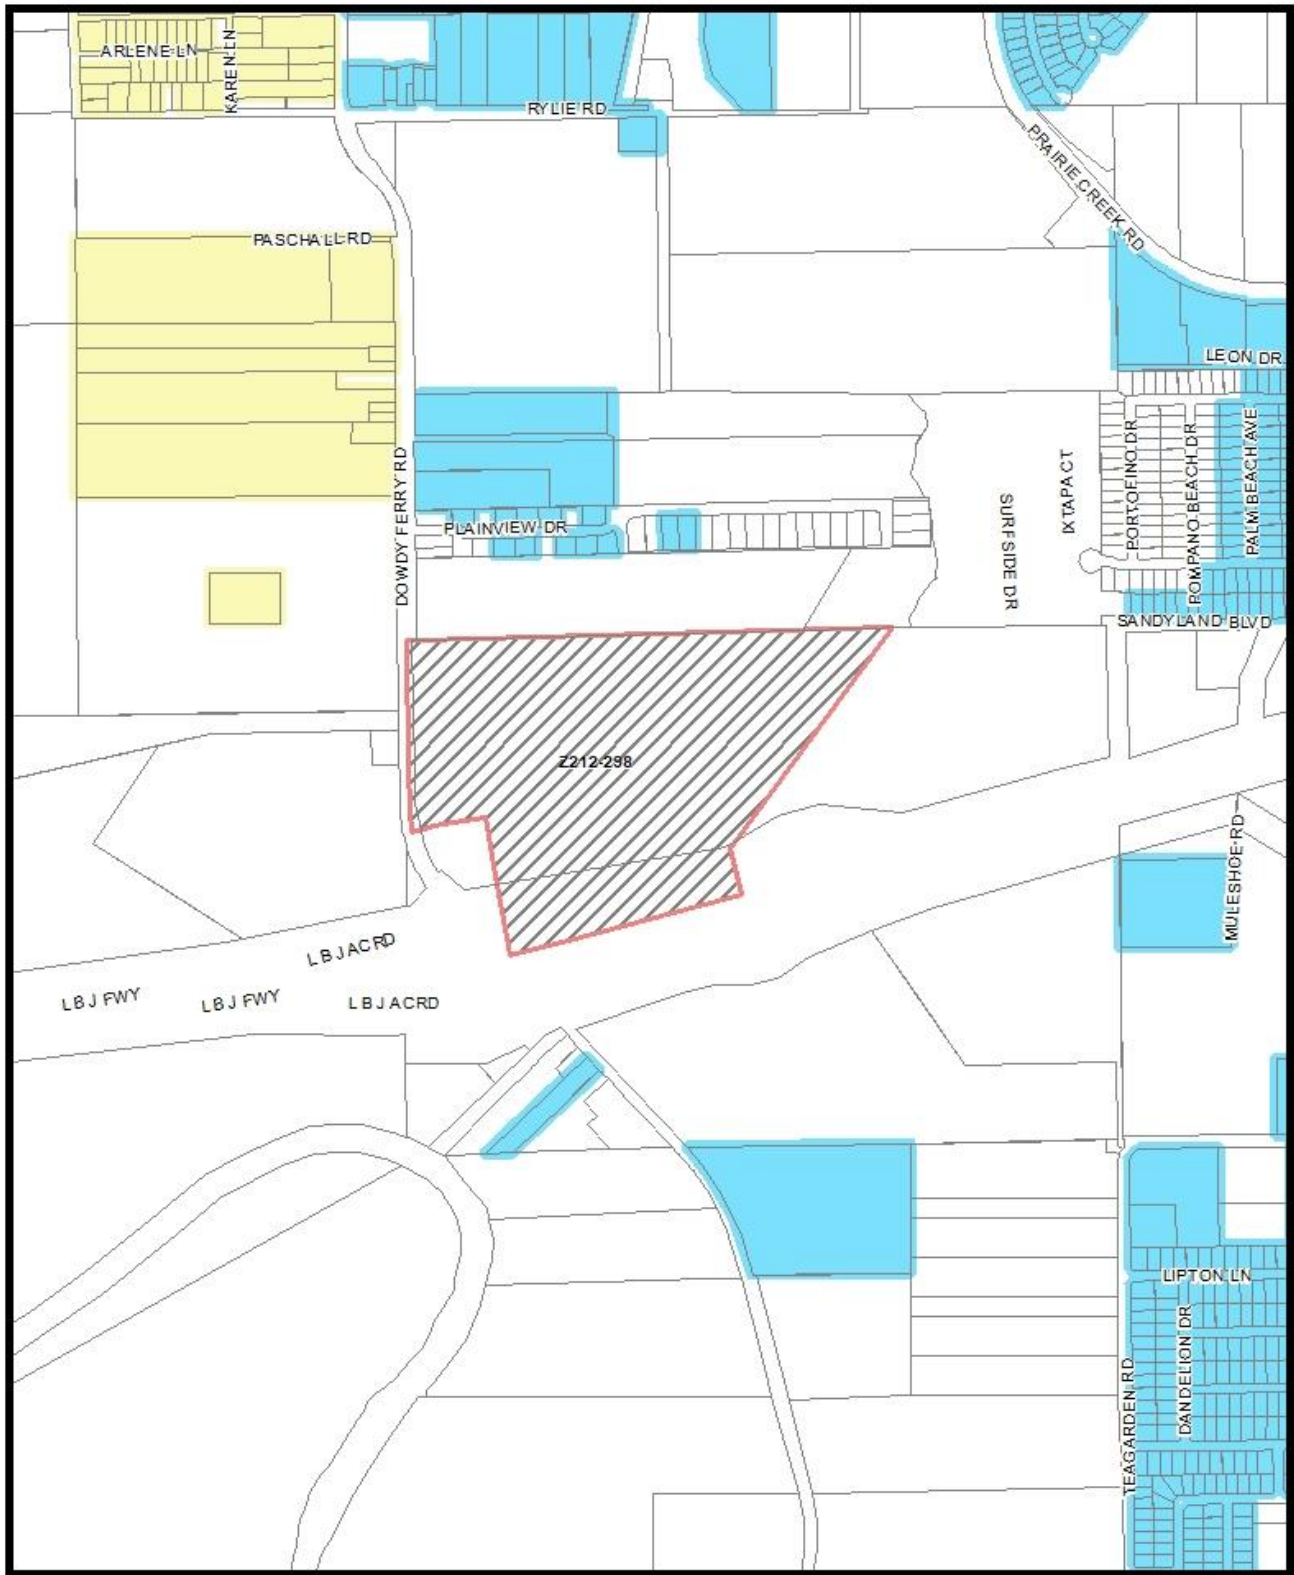 ARLENE LN
KAREN LN
RYLIE RD
PRAIRIE CREEK RD
PASCHALL RD
LEON DR
DOWDY FERRY RD
PLAINVIEW DR
SURFSIDE DR
IXTAPA CT
PORTOFINO DR
POMPANO BEACH DR
PALM BEACH AVE
SANDYLAND BLVD
Z212-298
MULESHOE RD
LBJ ACRD
LBJ FWY
LBJ FWY
LBJ ACRD
LIPTON LN
DANDELION DR
TEAGARDEN RD